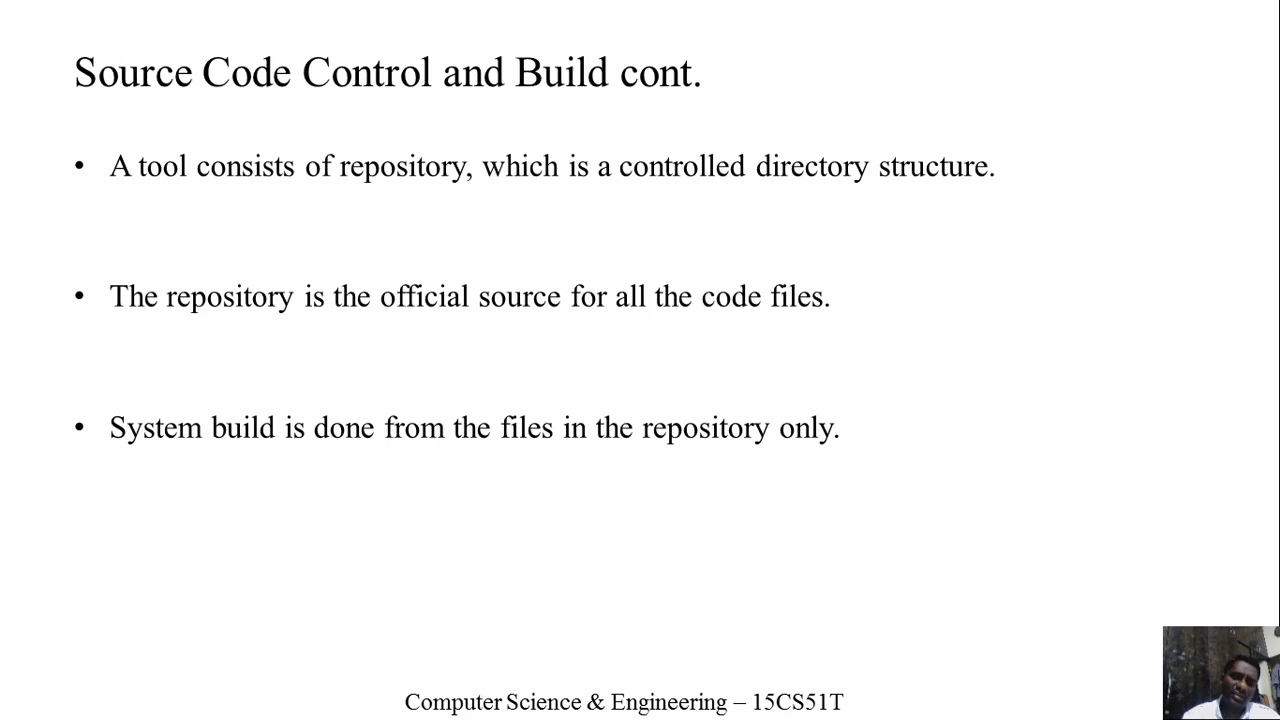 Source Code Control and Build cont.
• A tool consists of repository, which is a controlled directory structure.
• The repository is the official source for all the code files.
• System build is done from the files in the repository only.
Computer Science & Engineering – 15CS51T